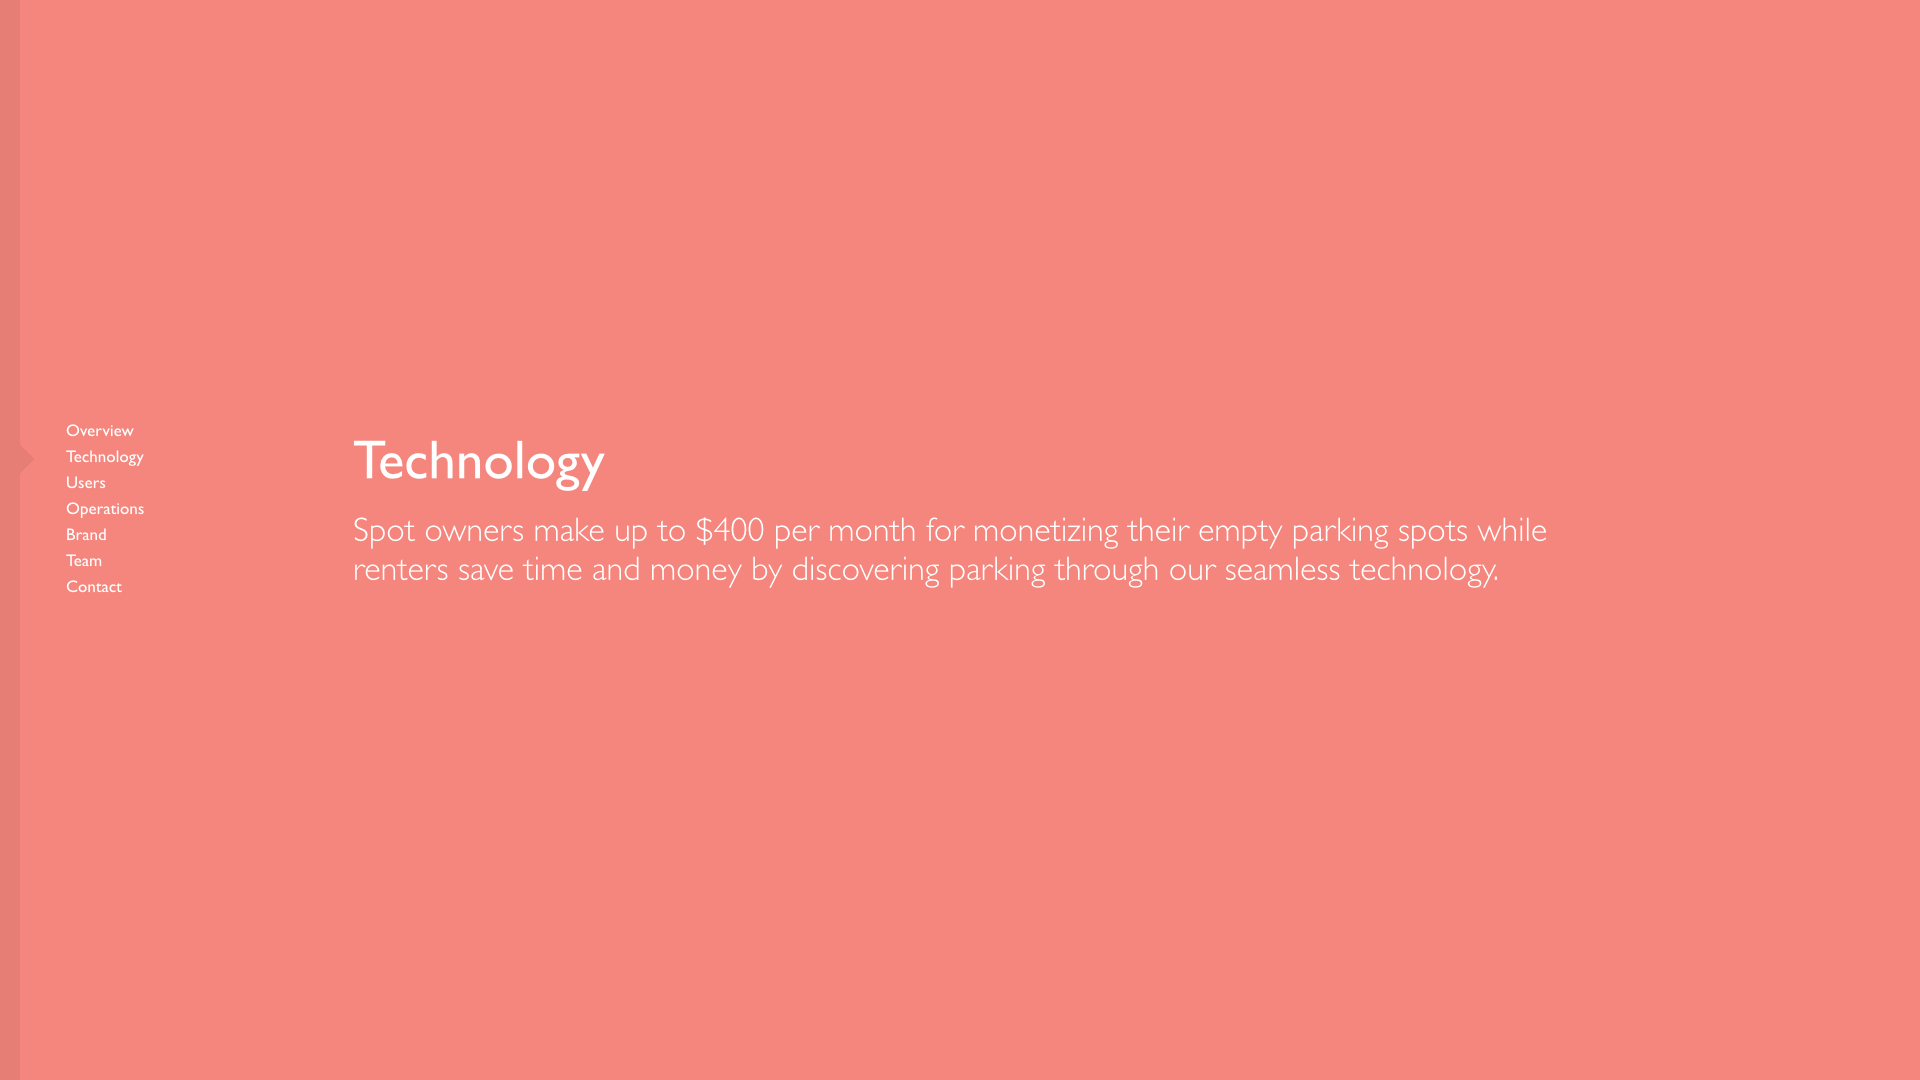 Overview
Technology
Users
Operations
Brand
Team
Contact
Technology
Spot owners make up to $400 per month for monetizing their empty parking spots while
renters save time and money by discovering parking through our seamless technology.